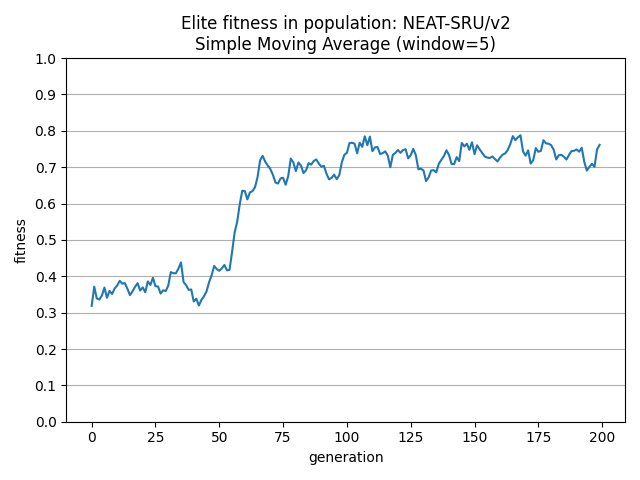 Elite fitness in population: NEAT-SRU/v2
Simple Moving Average (window=5)
1.0
0.9
0.8
0.7
0.6
0.5
0.4
0.3
0.2
0.1
0.0
fitness
0 25 50 75 100 125 150 175 200
generation